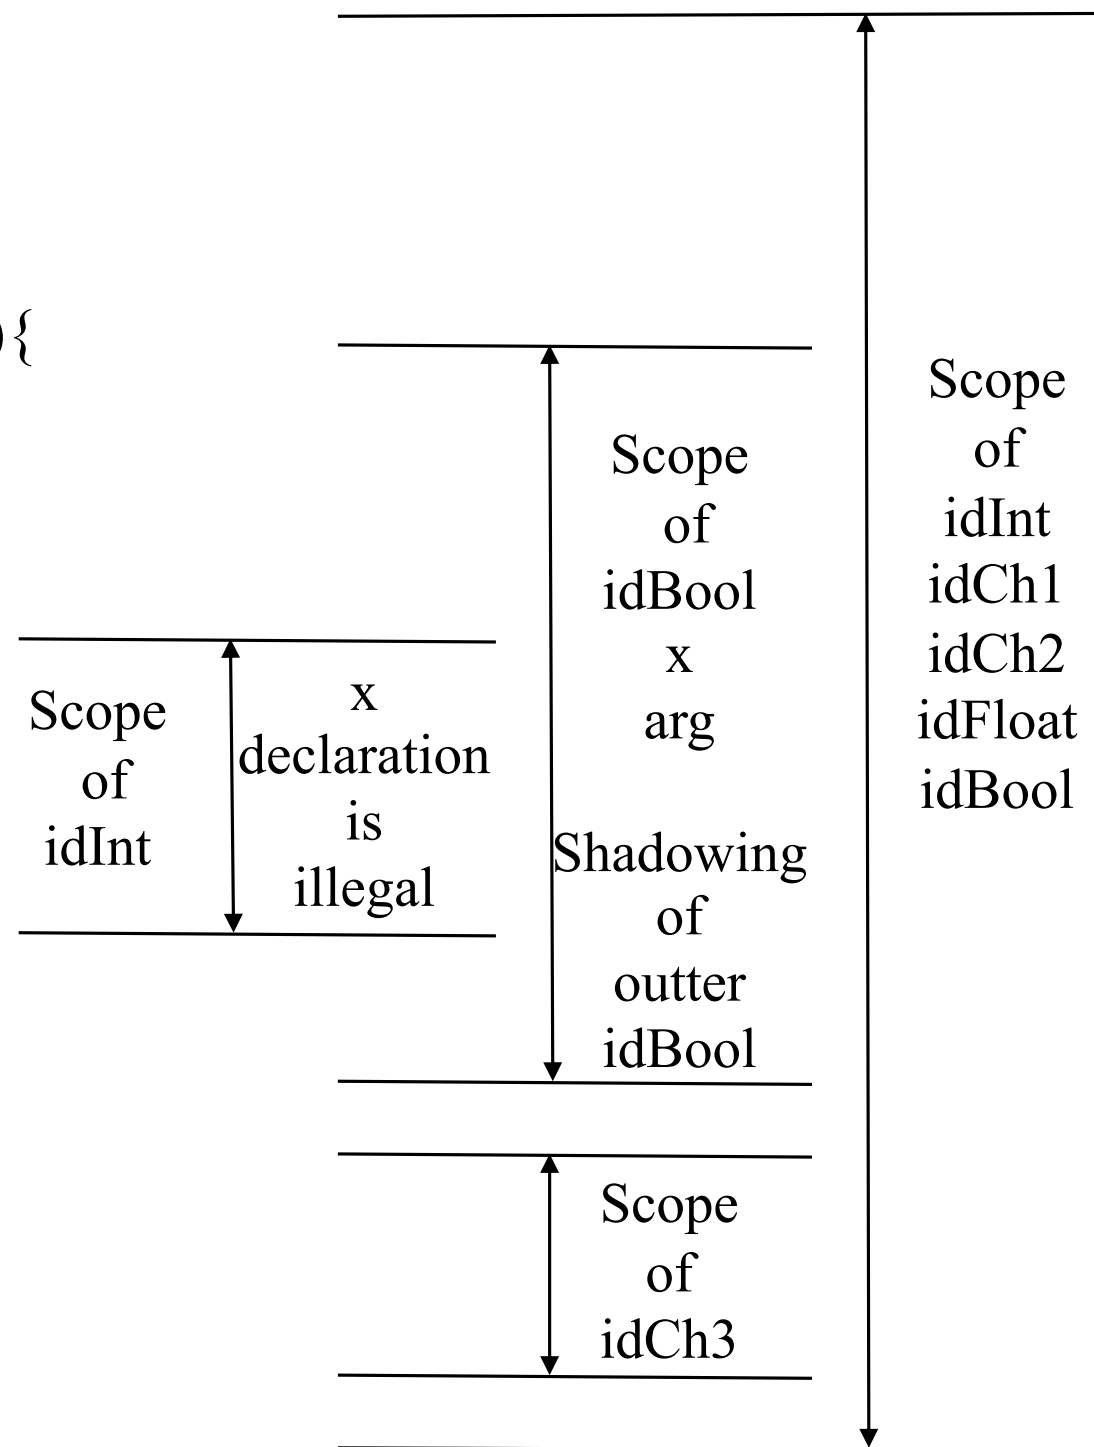 ){
Scope
of
idInt
x
declaration
is
illegal
Scope
of
idBool
x
arg
Shadowing
of
outter
idBool
Scope
of
idCh3
Scope
of
idInt
idCh1
idCh2
idFloat
idBool